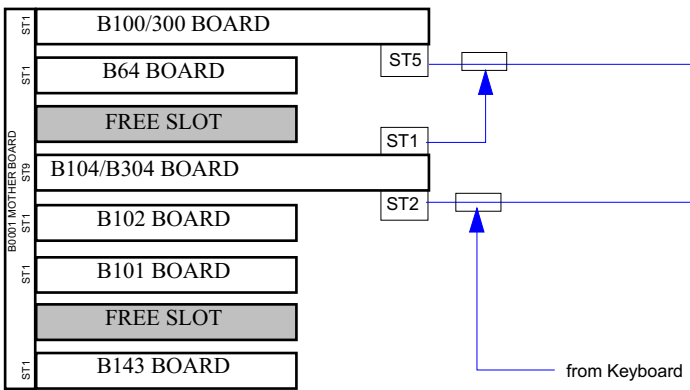 ST1
B100/300 BOARD
ST5
ST1
B64 BOARD
FREE SLOT
ST1
B0001 MOTHER BOARD
ST9
B104/B304 BOARD
ST2
ST1
B102 BOARD
ST1
B101 BOARD
FREE SLOT
ST1
B143 BOARD
from Keyboard